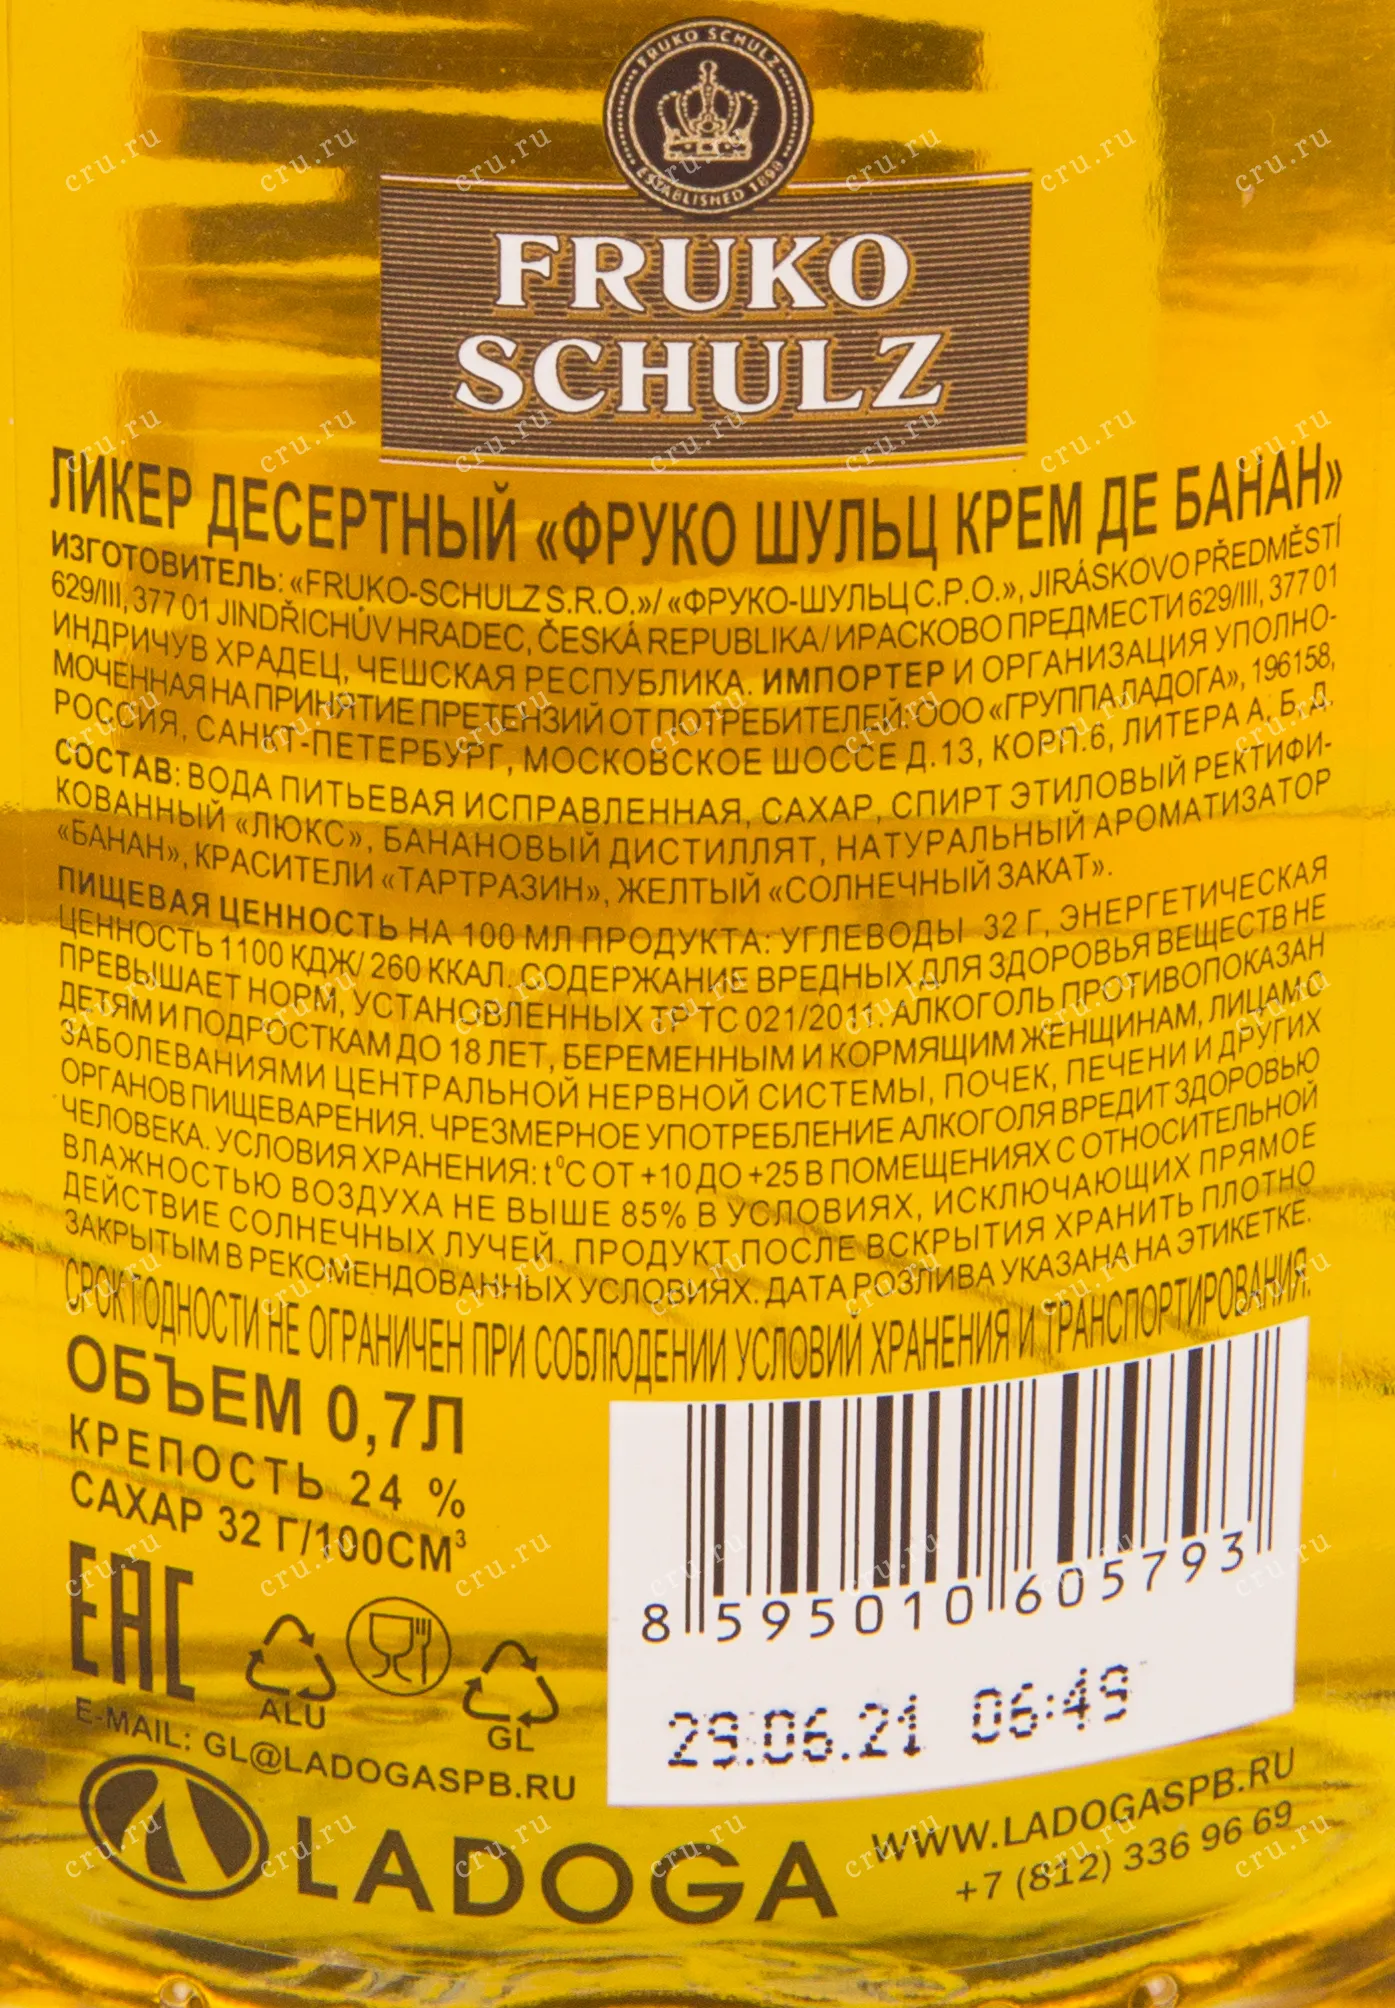 FRUKO SCHULZ
ESTABLISHED 1898
FRUKO
SCHULZ
ЛИКЕР ДЕСЕРТНЫЙ «ФРУКО ШУЛЬЦ КРЕМ ДЕ БАНАН»
ИЗГОТОВИТЕЛЬ: «FRUKO-SCHULZ S.R.O.»/ «ФРУКО-ШУЛЬЦ С.Р.О.», JIRÁSKOVO PŘEDMĚSTÍ
629/III, 377 01 JINDŘICHŮV HRADEC, ČESKÁ REPUBLIKA/ ИРАСКОВО ПРЕДМЕСТИ 629/III, 377 01
ИНДРИЧУВ ХРАДЕЦ, ЧЕШСКАЯ РЕСПУБЛИКА. ИМПОРТЕР И ОРГАНИЗАЦИЯ УПОЛНО-
МОЧЕННАЯ НА ПРИНЯТИЕ ПРЕТЕНЗИЙ ОТ ПОТРЕБИТЕЛЕЙ: ООО «ГРУППА ЛАДОГА», 196158,
РОССИЯ, САНКТ-ПЕТЕРБУРГ, МОСКОВСКОЕ ШОССЕ Д.13, КОРП.6, ЛИТЕРА А, Б, Д.
СОСТАВ: ВОДА ПИТЬЕВАЯ ИСПРАВЛЕННАЯ, САХАР, СПИРТ ЭТИЛОВЫЙ РЕКТИФИ-
КОВАННЫЙ «ЛЮКС», БАНАНОВЫЙ ДИСТИЛЛЯТ, НАТУРАЛЬНЫЙ АРОМАТИЗАТОР
«БАНАН», КРАСИТЕЛИ «ТАРТРАЗИН», ЖЕЛТЫЙ «СОЛНЕЧНЫЙ ЗАКАТ».
ПИЩЕВАЯ ЦЕННОСТЬ НА 100 МЛ ПРОДУКТА: УГЛЕВОДЫ 32 Г, ЭНЕРГЕТИЧЕСКАЯ
ЦЕННОСТЬ 1100 КДЖ/ 260 ККАЛ. СОДЕРЖАНИЕ ВРЕДНЫХ ДЛЯ ЗДОРОВЬЯ ВЕЩЕСТВ НЕ
ПРЕВЫШАЕТ НОРМ, УСТАНОВЛЕННЫХ ТР ТС 021/2011. АЛКОГОЛЬ ПРОТИВОПОКАЗАН
ДЕТЯМ И ПОДРОСТКАМ ДО 18 ЛЕТ, БЕРЕМЕННЫМ И КОРМЯЩИМ ЖЕНЩИНАМ, ЛИЦАМ С
ЗАБОЛЕВАНИЯМИ ЦЕНТРАЛЬНОЙ НЕРВНОЙ СИСТЕМЫ, ПОЧЕК, ПЕЧЕНИ И ДРУГИХ
ОРГАНОВ ПИЩЕВАРЕНИЯ. ЧРЕЗМЕРНОЕ УПОТРЕБЛЕНИЕ АЛКОГОЛЯ ВРЕДИТ ЗДОРОВЬЮ
ЧЕЛОВЕКА. УСЛОВИЯ ХРАНЕНИЯ: t°С ОТ +10 ДО +25 В ПОМЕЩЕНИЯХ С ОТНОСИТЕЛЬНОЙ
ВЛАЖНОСТЬЮ ВОЗДУХА НЕ ВЫШЕ 85% В УСЛОВИЯХ, ИСКЛЮЧАЮЩИХ ПРЯМОЕ
ДЕЙСТВИЕ СОЛНЕЧНЫХ ЛУЧЕЙ. ПРОДУКТ ПОСЛЕ ВСКРЫТИЯ ХРАНИТЬ ПЛОТНО
ЗАКРЫТЫМ В РЕКОМЕНДОВАННЫХ УСЛОВИЯХ. ДАТА РОЗЛИВА УКАЗАНА НА ЭТИКЕТКЕ.
СРОК ГОДНОСТИ НЕ ОГРАНИЧЕН ПРИ СОБЛЮДЕНИИ УСЛОВИЙ ХРАНЕНИЯ И ТРАНСПОРТИРОВАНИЯ.
ОБЪЕМ 0,7Л
КРЕПОСТЬ 24 %
САХАР 32 Г/100СМ³
EAC
ALU
GL
8 595010 605793
29.06.21 06:49
E-MAIL: GL@LADOGASPB.RU
LADOGA
WWW.LADOGASPB.RU
+7 (812) 336 96 69
cru.ru